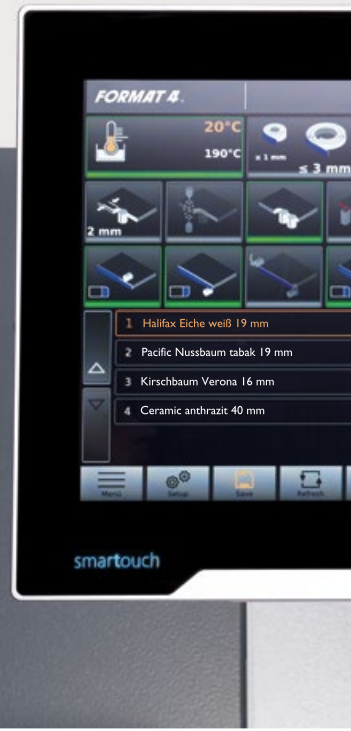 FORMAT 4
20°C
190°C
≤ 1 mm
≤ 3 mm
2 mm
1 Halifax Eiche weiß 19 mm
2 Pacific Nussbaum tabak 19 mm
3 Kirschbaum Verona 16 mm
4 Ceramic anthrazit 40 mm
Menü Setup Save Refresh
smartouch